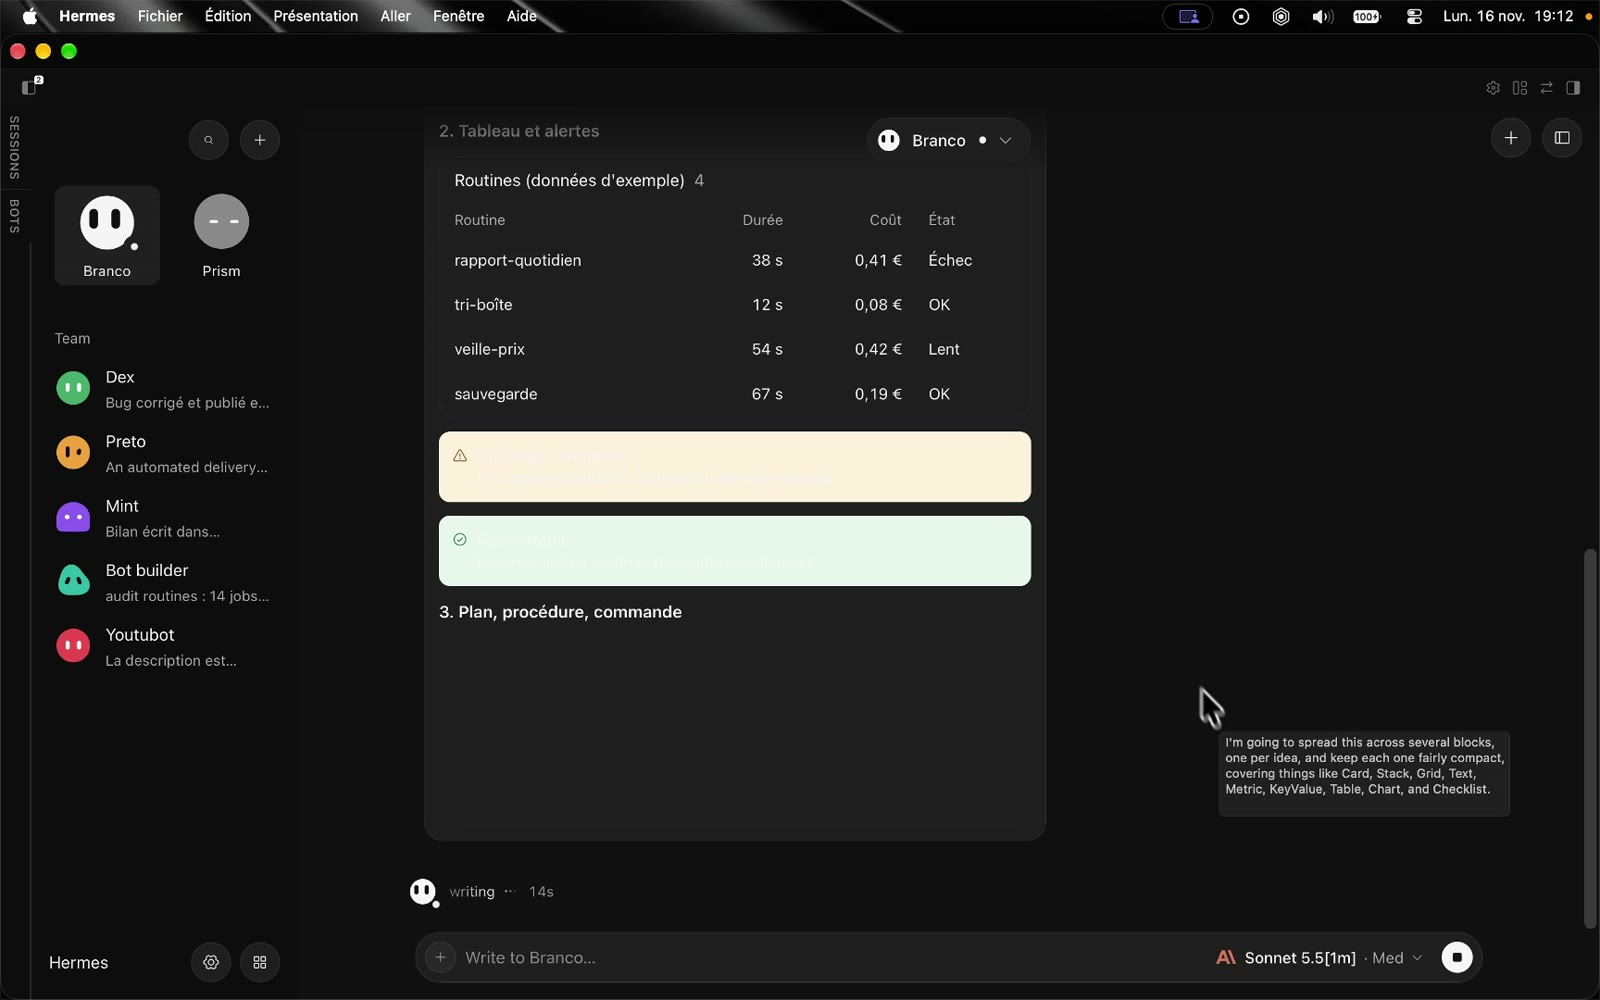 Hermes Fichier Édition Présentation Aller Fenêtre Aide
100
Lun. 16 nov. 19:12
2
SESSIONS
BOTS
Branco
Prism
Team
Dex
Bug corrigé et publié e...
Preto
An automated delivery...
Mint
Bilan écrit dans...
Bot builder
audit routines : 14 jobs...
Youtubot
La description est...
Hermes
2. Tableau et alertes
Branco
Routines (données d'exemple) 4
Routine Durée Coût État
rapport-quotidien 38 s 0,41 € Échec
tri-boîte 12 s 0,08 € OK
veille-prix 54 s 0,42 € Lent
sauvegarde 67 s 0,19 € OK
3. Plan, procédure, commande
I'm going to spread this across several blocks,
one per idea, and keep each one fairly compact,
covering things like Card, Stack, Grid, Text,
Metric, KeyValue, Table, Chart, and Checklist.
writing ··· 14s
Write to Branco...
Sonnet 5.5[1m] · Med